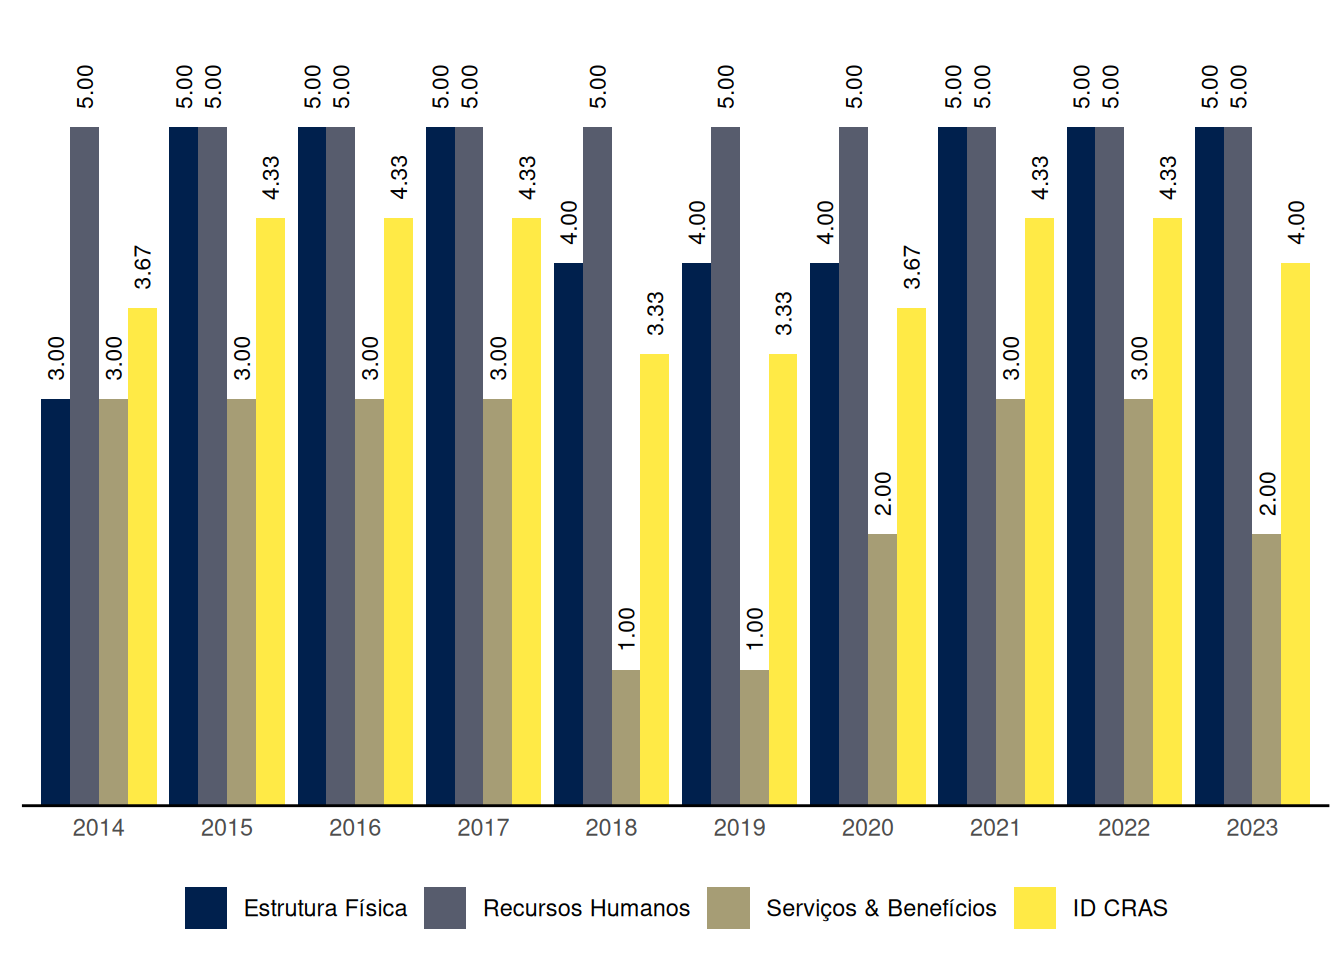 3.00 5.00 3.00 3.67 5.00 5.00 3.00 4.33 5.00 5.00 3.00 4.33 5.00 5.00 3.00 4.33 4.00 5.00 1.00 3.33 4.00 5.00 1.00 3.33 4.00 5.00 2.00 3.67 5.00 5.00 3.00 4.33 5.00 5.00 3.00 4.33 5.00 5.00 2.00 4.00
2014 2015 2016 2017 2018 2019 2020 2021 2022 2023
Estrutura Física Recursos Humanos Serviços & Benefícios ID CRAS